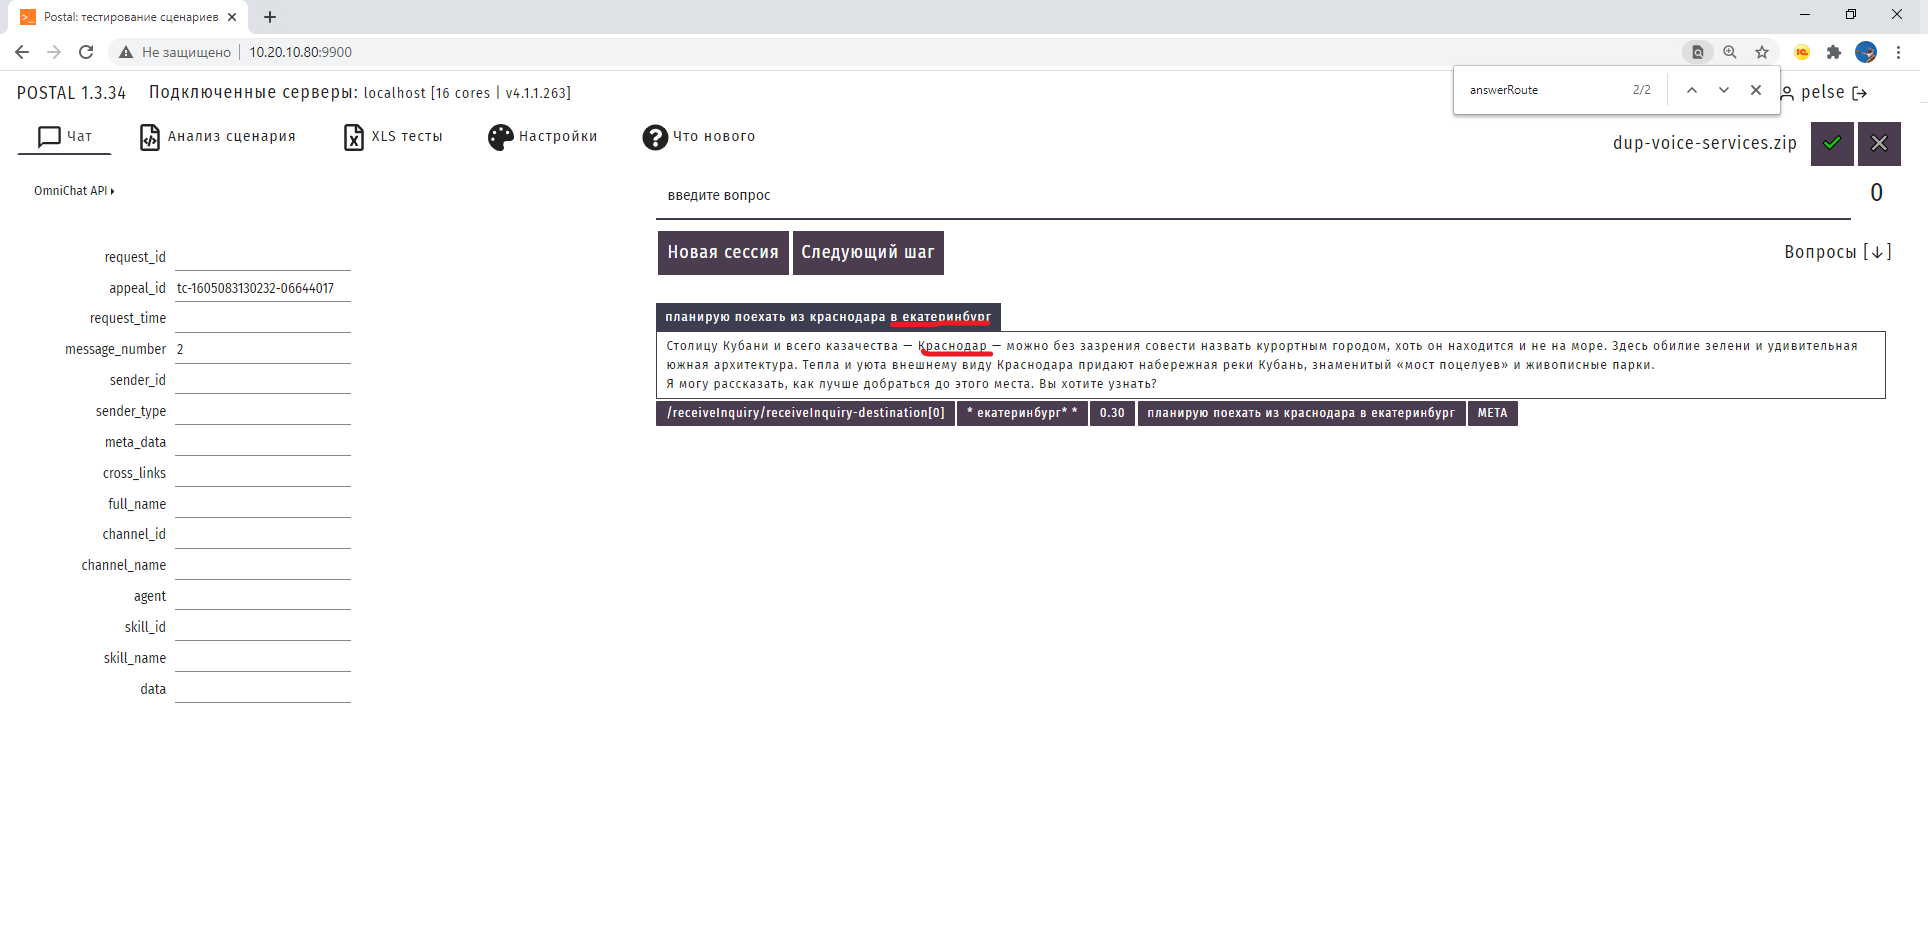 Postal: тестирование сценариев
Не защищено 10.20.10.80:9900
answerRoute 2/2
POSTAL 1.3.34 Подключенные серверы: localhost [16 cores | v4.1.1.263] pelse
Чат Анализ сценария XLS тесты Настройки Что нового
dup-voice-services.zip
OmniChat API
введите вопрос 0
Новая сессия Следующий шаг Вопросы [↓]
request_id
appeal_id tc-1605083130232-06644017
request_time
message_number 2
sender_id
sender_type
meta_data
cross_links
full_name
channel_id
channel_name
agent
skill_id
skill_name
data
планирую поехать из краснодара в екатеринбург
Столицу Кубани и всего казачества — Краснодар — можно без зазрения совести назвать курортным городом, хоть он находится и не на море. Здесь обилие зелени и удивительная
южная архитектура. Тепла и уюта внешнему виду Краснодара придают набережная реки Кубань, знаменитый «мост поцелуев» и живописные парки.
Я могу рассказать, как лучше добраться до этого места. Вы хотите узнать?
/receiveInquiry/receiveInquiry-destination[0] * екатеринбург* * 0.30 планирую поехать из краснодара в екатеринбург META